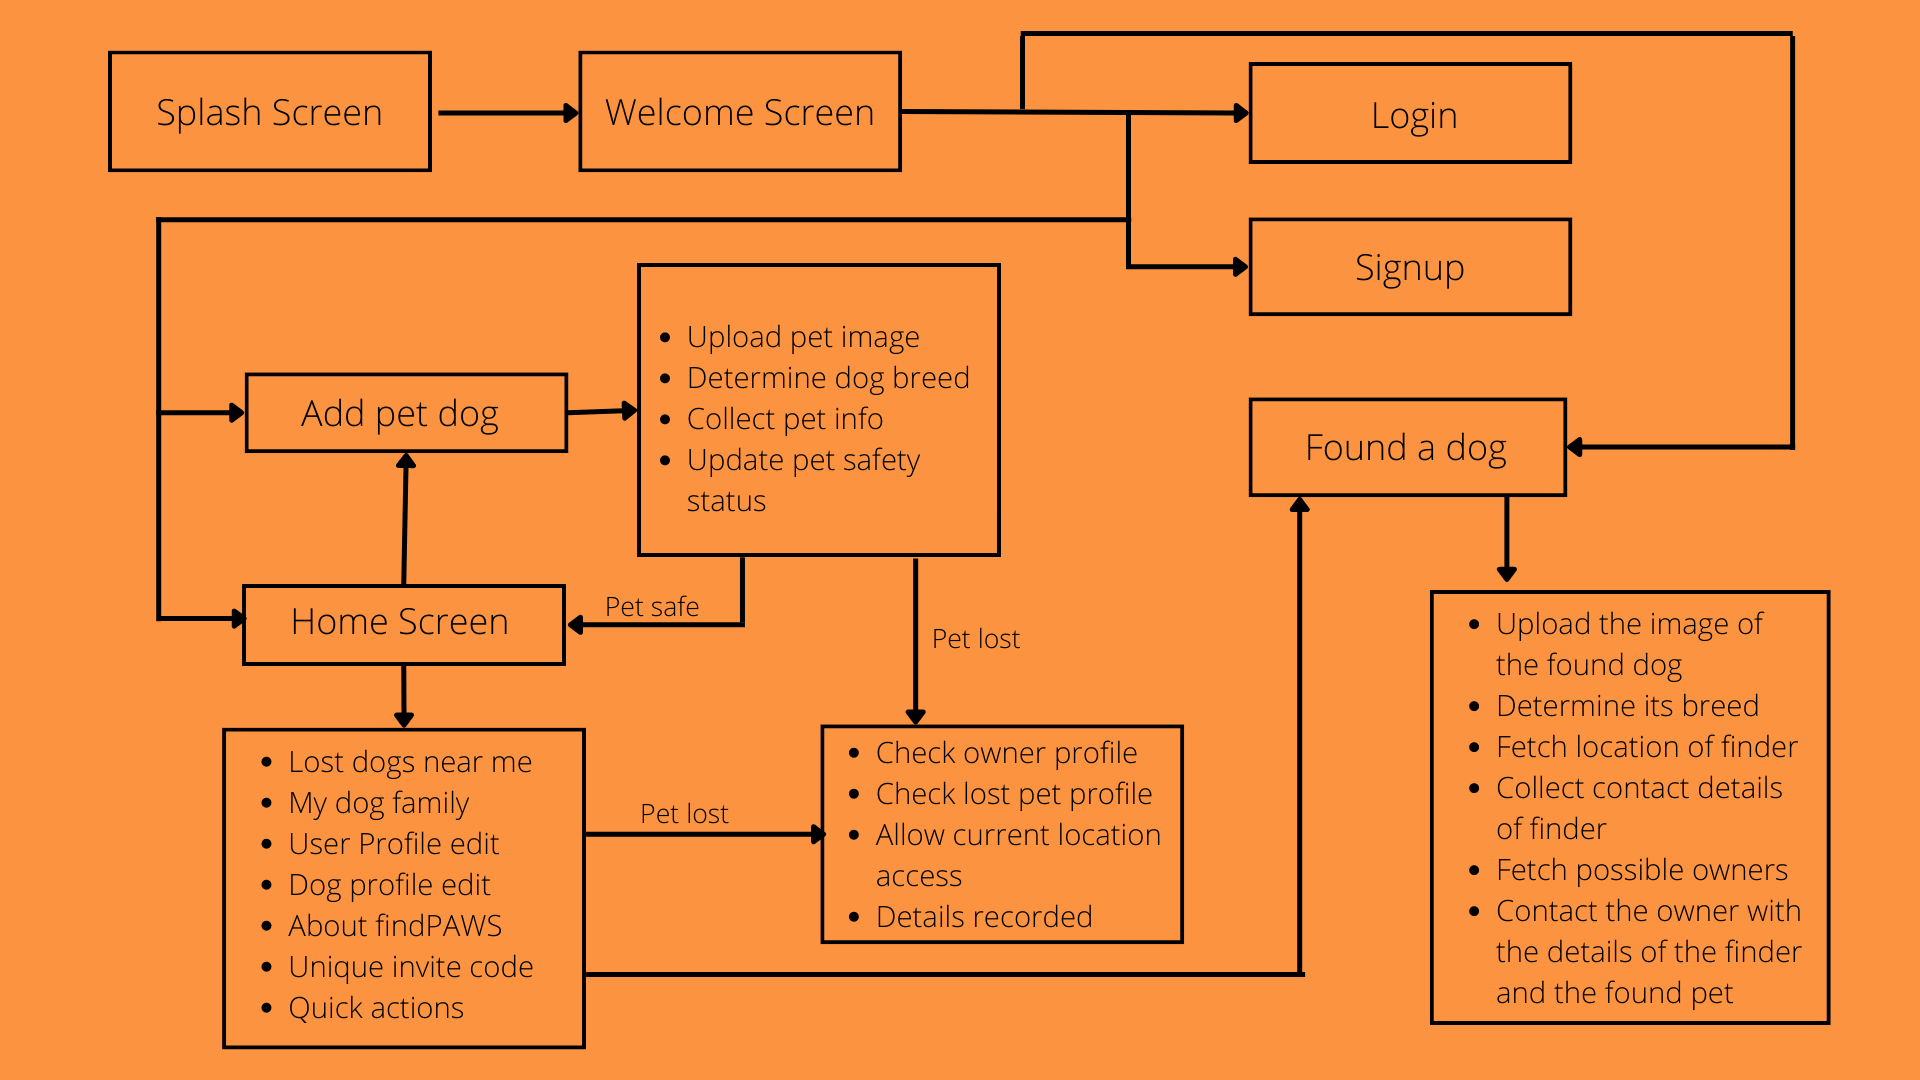 Splash Screen
Welcome Screen
Login
Signup
• Upload pet image
• Determine dog breed
• Collect pet info
• Update pet safety
status
Add pet dog
Found a dog
Home Screen
Pet safe
Pet lost
• Upload the image of
the found dog
• Determine its breed
• Fetch location of finder
• Collect contact details
of finder
• Fetch possible owners
• Contact the owner with
the details of the finder
and the found pet
• Lost dogs near me
• My dog family
• User Profile edit
• Dog profile edit
• About findPAWS
• Unique invite code
• Quick actions
Pet lost
• Check owner profile
• Check lost pet profile
• Allow current location
access
• Details recorded